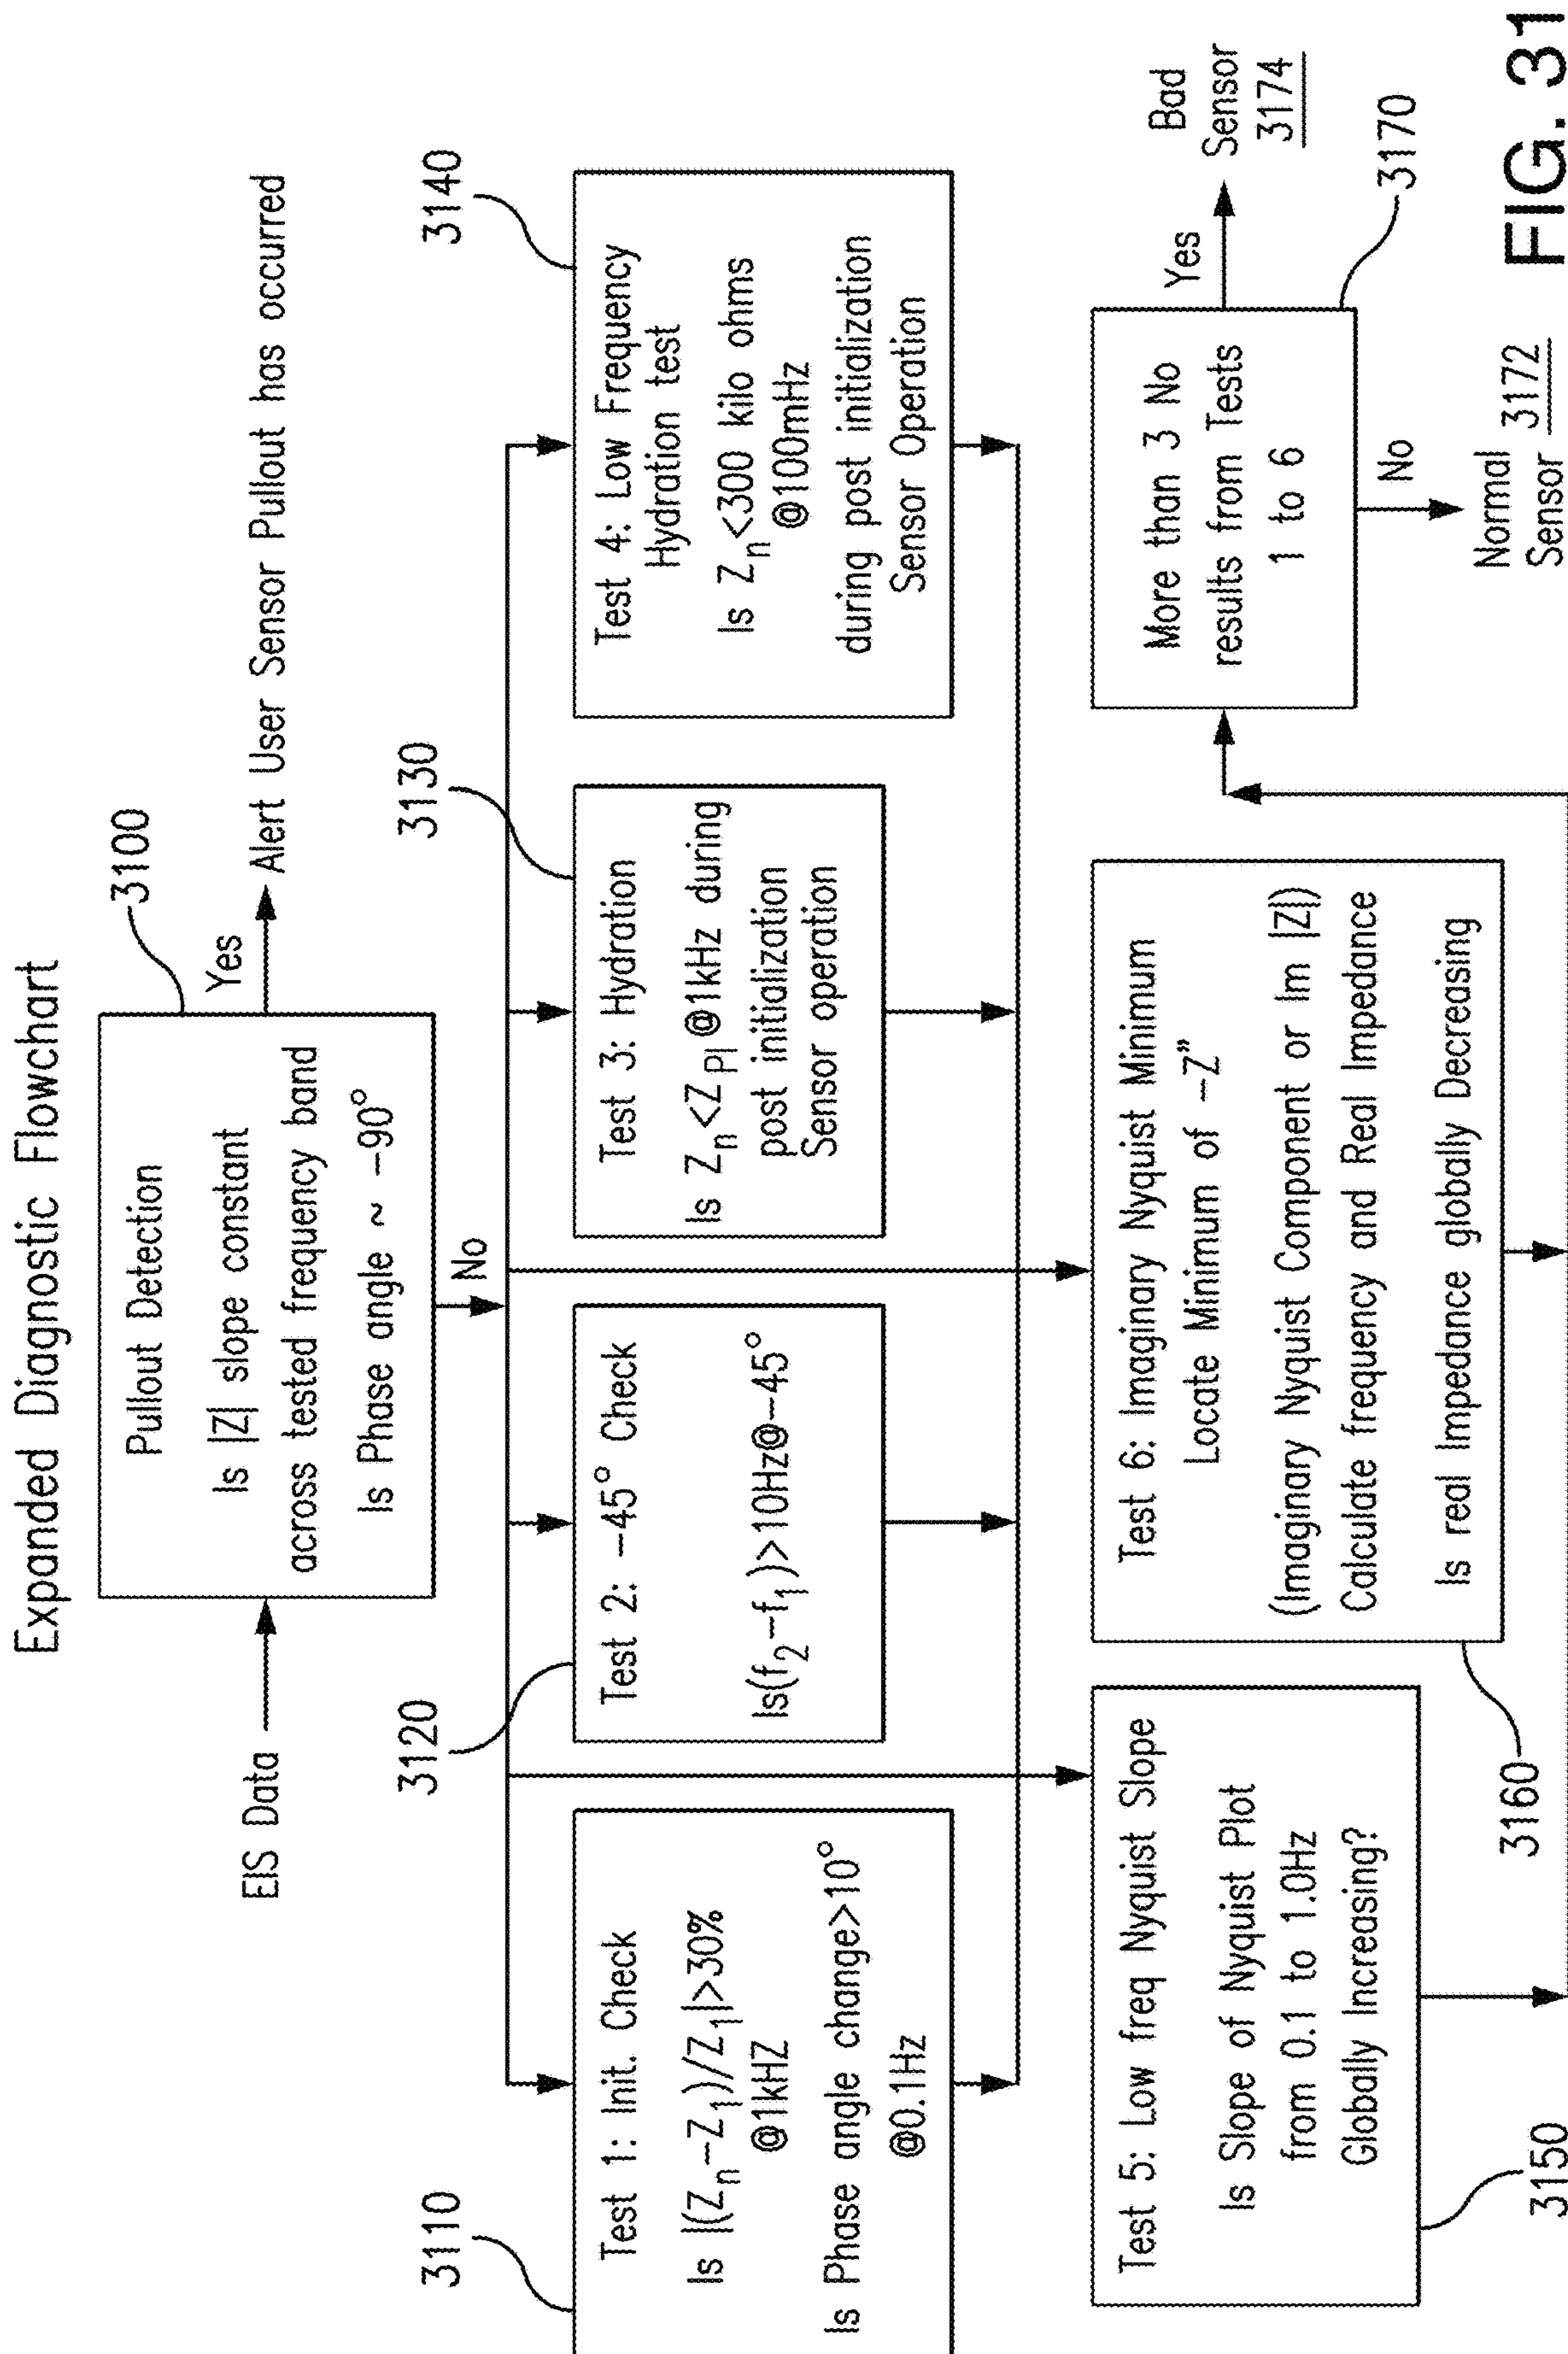 Expanded Diagnostic Flowchart
EIS Data
Pullout Detection
Is |Z| slope constant
across tested frequency band
Is Phase angle ~ -90°
3100
Yes
Alert User Sensor Pullout has occurred
No
3110
Test 1: Init. Check
Is |(Zn-Z1)/Z1|>30%
@1kHZ
Is Phase angle change>10°
@0.1Hz
3120
Test 2: -45° Check
Is(f2-f1)>10Hz@-45°
3130
Test 3: Hydration
Is Zn<ZPI@1kHz during
post initialization
Sensor operation
3140
Test 4: Low Frequency
Hydration test
Is Zn<300 kilo ohms
@100mHz
during post initialization
Sensor Operation
Test 5: Low freq Nyquist Slope
Is Slope of Nyquist Plot
from 0.1 to 1.0Hz
Globally Increasing?
3150
Test 6: Imaginary Nyquist Minimum
Locate Minimum of -Z"
(Imaginary Nyquist Component or Im |Z|)
Calculate frequency and Real Impedance
Is real Impedance globally Decreasing
3160
More than 3 No
results from Tests
1 to 6
3170
Yes
Bad
Sensor
3174
No
Normal
Sensor 3172
FIG. 31